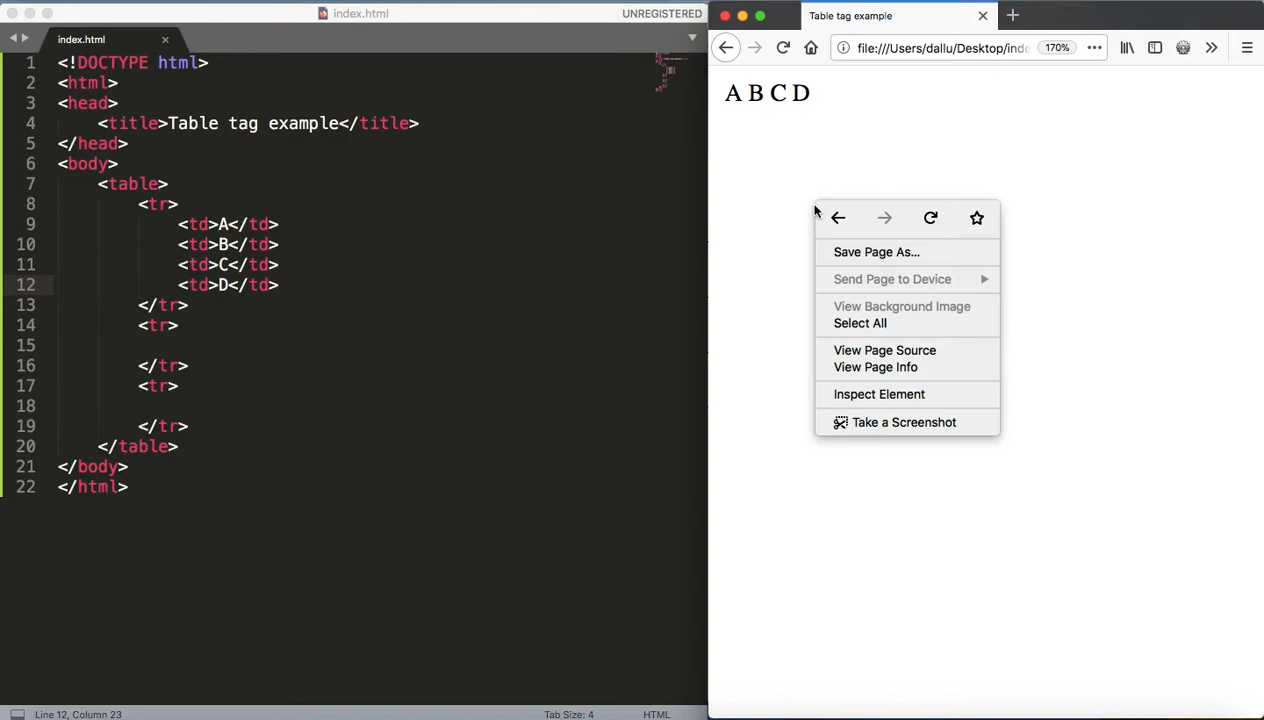 index.html
UNREGISTERED
index.html
1 <!DOCTYPE html>
2 <html>
3 <head>
4 <title>Table tag example</title>
5 </head>
6 <body>
7 <table>
8 <tr>
9 <td>A</td>
10 <td>B</td>
11 <td>C</td>
12 <td>D</td>
13 </tr>
14 <tr>
15
16 </tr>
17 <tr>
18
19 </tr>
20 </table>
21 </body>
22 </html>
Line 12, Column 23
Tab Size: 4
HTML
Table tag example
file:///Users/dallu/Desktop/inde
170%
A B C D
Save Page As...
Send Page to Device
View Background Image
Select All
View Page Source
View Page Info
Inspect Element
Take a Screenshot